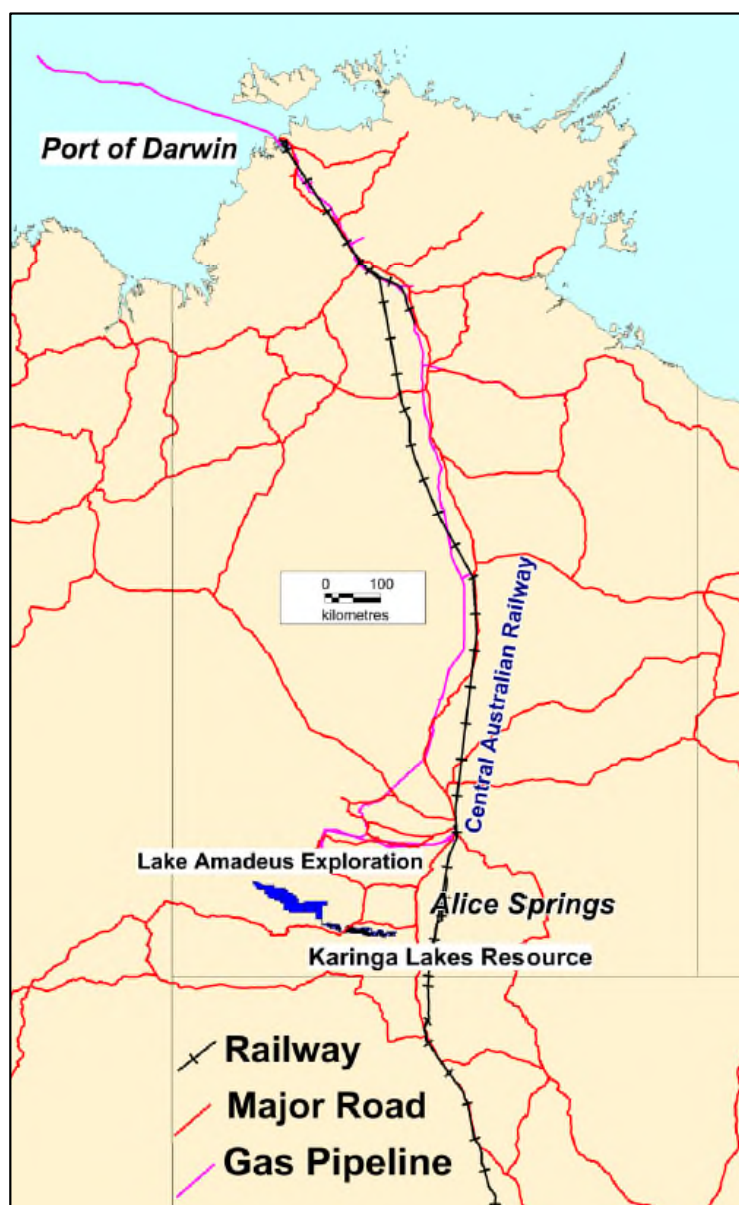 Port of Darwin
0 100
kilometres
Central Australian Railway
Lake Amadeus Exploration
Alice Springs
Karinga Lakes Resource
Railway
Major Road
Gas Pipeline